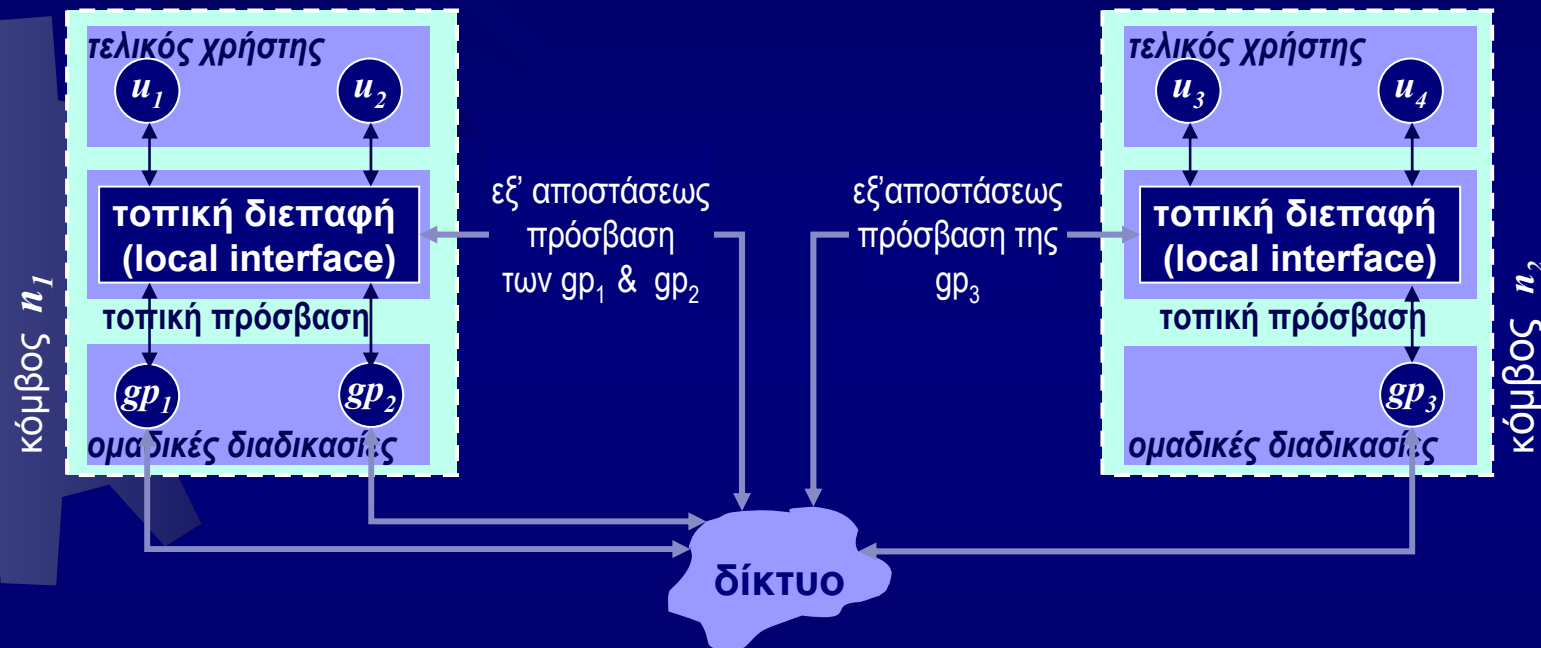 κόμβος n1
τελικός χρήστης
u1 u2
τοπική διεπαφή
(local interface)
τοπική πρόσβαση
gp1 gp2
ομαδικές διαδικασίες
εξ’ αποστάσεως
πρόσβαση
των gp1 & gp2
εξ’αποστάσεως
πρόσβαση της
gp3
τελικός χρήστης
u3 u4
τοπική διεπαφή
(local interface)
τοπική πρόσβαση
gp3
ομαδικές διαδικασίες
κόμβος n2
δίκτυο